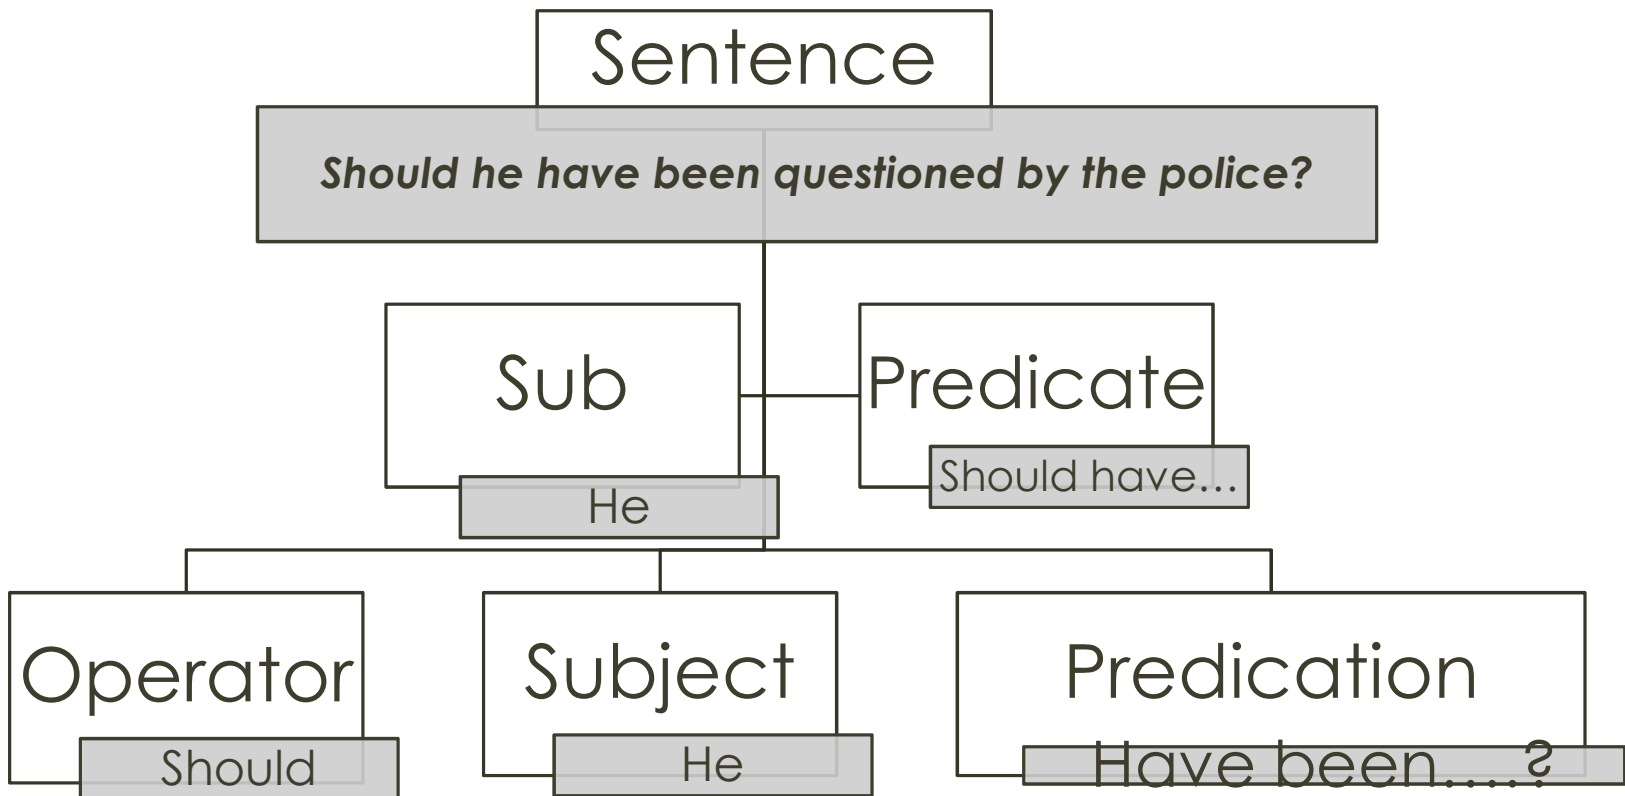 Sentence
Should he have been questioned by the police?
Sub
He
Predicate
Should have...
Operator
Should
Subject
He
Predication
Have been.....?